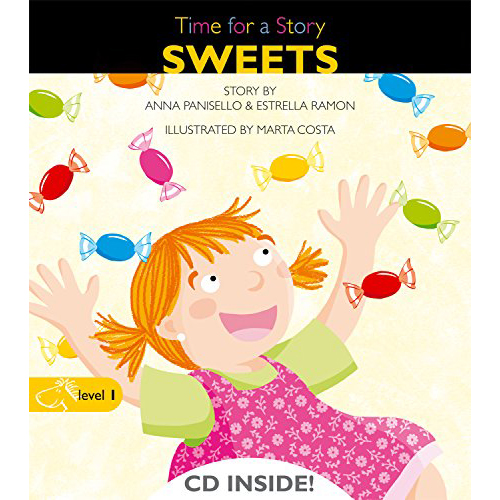 Time for a Story
SWEETS
STORY BY
ANNA PANISELLO & ESTRELLA RAMON
ILLUSTRATED BY MARTA COSTA
level 1
CD INSIDE!